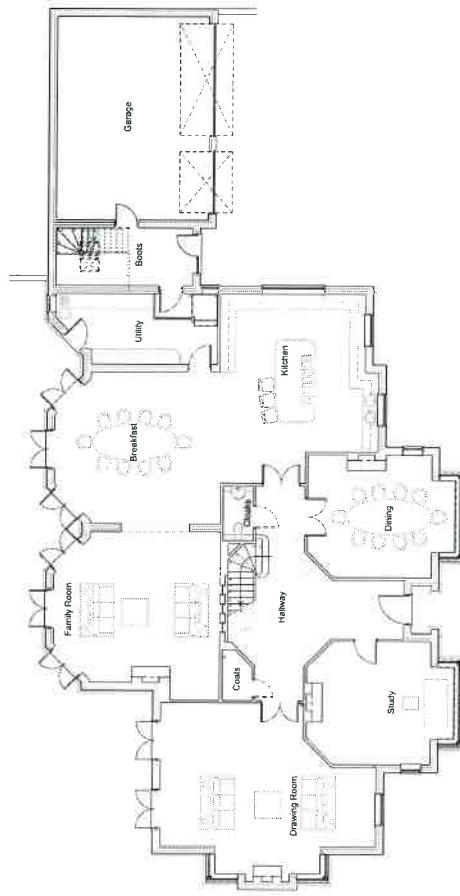 Garage
Boots
Utility
Kitchen
Breakfast
Cloaks
Dining
Family Room
Hallway
Coats
Study
Drawing Room